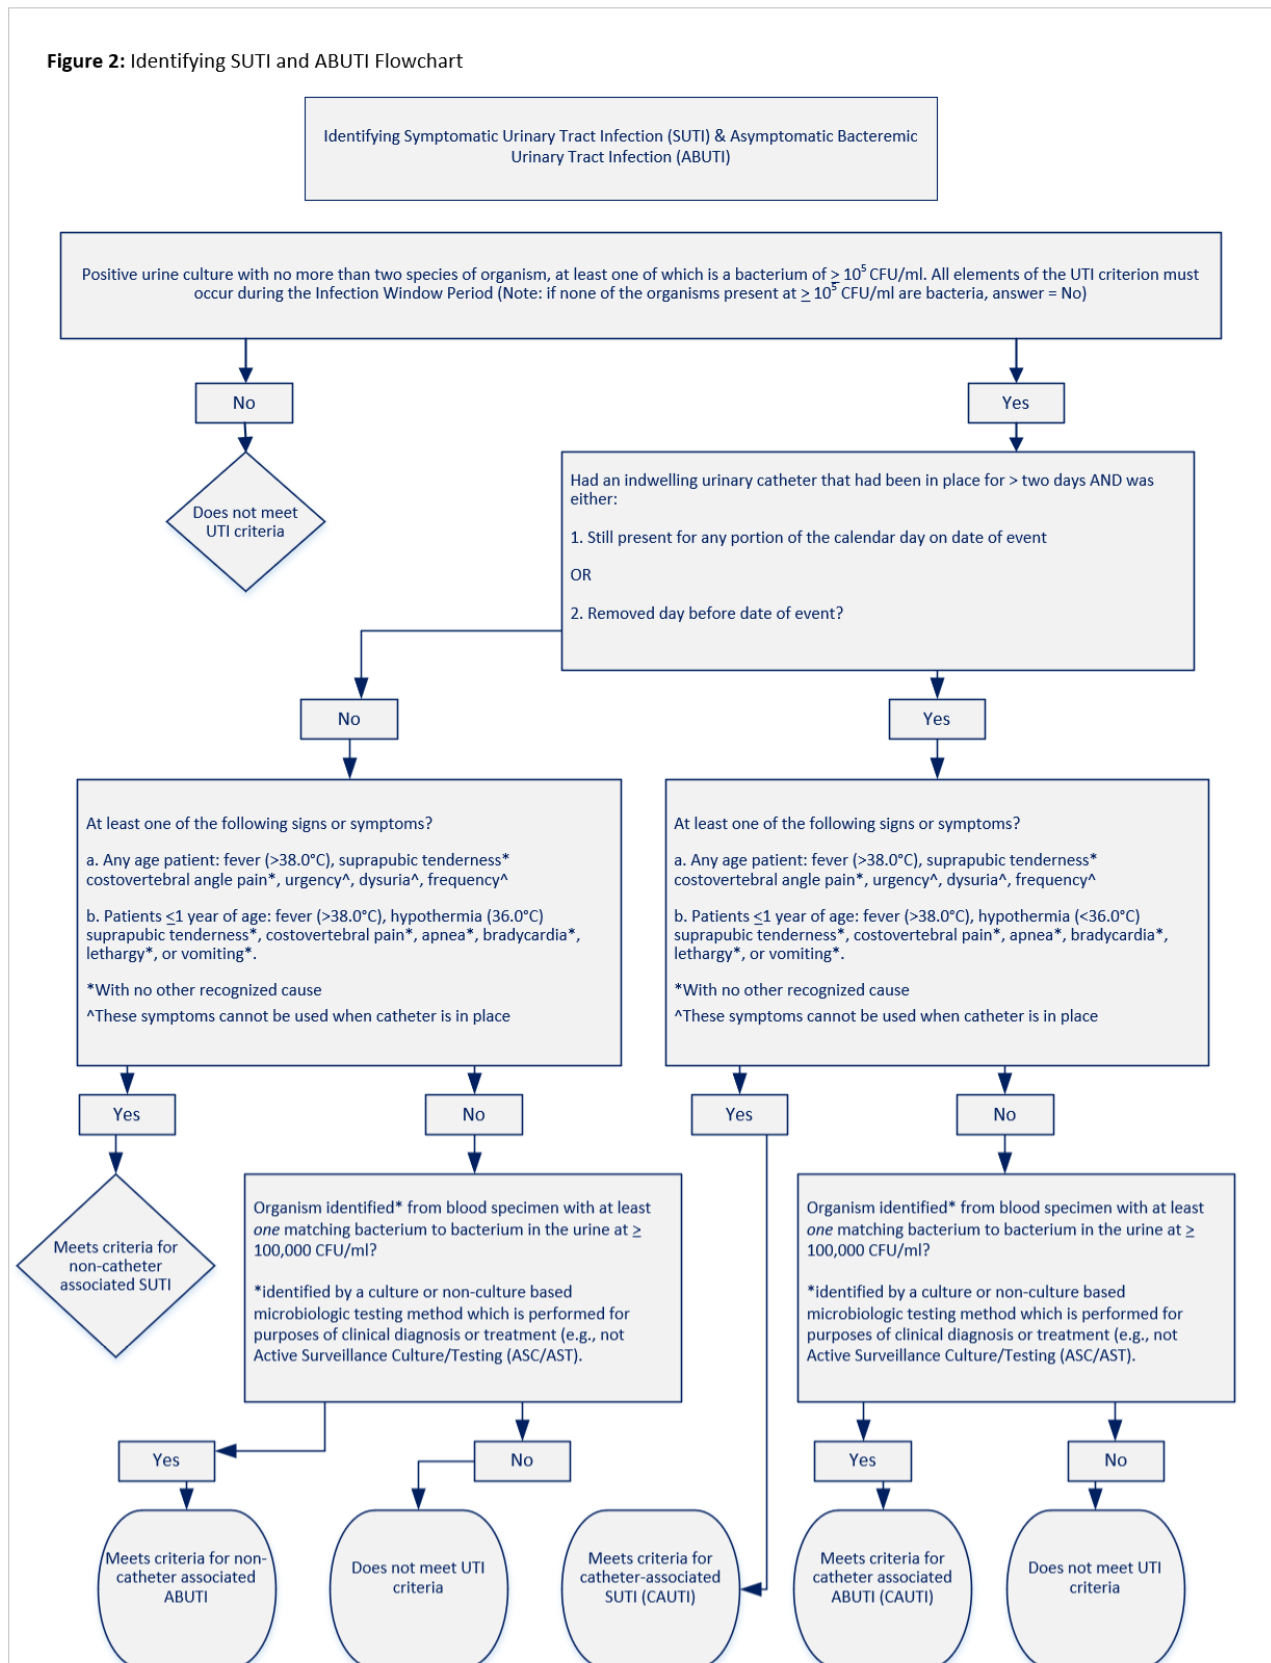 Figure 2: Identifying SUTI and ABUTI Flowchart
Identifying Symptomatic Urinary Tract Infection (SUTI) & Asymptomatic Bacteremic
Urinary Tract Infection (ABUTI)
Positive urine culture with no more than two species of organism, at least one of which is a bacterium of ≥ 10⁵ CFU/ml. All elements of the UTI criterion must
occur during the Infection Window Period (Note: if none of the organisms present at ≥ 10⁵ CFU/ml are bacteria, answer = No)
No
Yes
Does not meet
UTI criteria
Had an indwelling urinary catheter that had been in place for > two days AND was
either:
1. Still present for any portion of the calendar day on date of event
OR
2. Removed day before date of event?
No
Yes
At least one of the following signs or symptoms?
a. Any age patient: fever (>38.0°C), suprapubic tenderness*
costovertebral angle pain*, urgency^, dysuria^, frequency^
b. Patients ≤1 year of age: fever (>38.0°C), hypothermia (36.0°C)
suprapubic tenderness*, costovertebral pain*, apnea*, bradycardia*,
lethargy*, or vomiting*.
*With no other recognized cause
^These symptoms cannot be used when catheter is in place
At least one of the following signs or symptoms?
a. Any age patient: fever (>38.0°C), suprapubic tenderness*
costovertebral angle pain*, urgency^, dysuria^, frequency^
b. Patients ≤1 year of age: fever (>38.0°C), hypothermia (<36.0°C)
suprapubic tenderness*, costovertebral pain*, apnea*, bradycardia*,
lethargy*, or vomiting*.
*With no other recognized cause
^These symptoms cannot be used when catheter is in place
Yes
No
Yes
No
Meets criteria for
non-catheter
associated SUTI
Organism identified* from blood specimen with at least
one matching bacterium to bacterium in the urine at ≥
100,000 CFU/ml?
*identified by a culture or non-culture based
microbiologic testing method which is performed for
purposes of clinical diagnosis or treatment (e.g., not
Active Surveillance Culture/Testing (ASC/AST).
Organism identified* from blood specimen with at least
one matching bacterium to bacterium in the urine at ≥
100,000 CFU/ml?
*identified by a culture or non-culture based
microbiologic testing method which is performed for
purposes of clinical diagnosis or treatment (e.g., not
Active Surveillance Culture/Testing (ASC/AST).
Yes
No
Yes
No
Meets criteria for non-
catheter associated
ABUTI
Does not meet UTI
criteria
Meets criteria for
catheter-associated
SUTI (CAUTI)
Meets criteria for
catheter associated
ABUTI (CAUTI)
Does not meet UTI
criteria